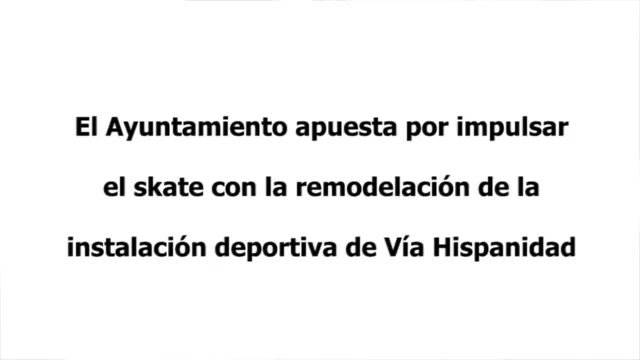 El Ayuntamiento apuesta por impulsar
el skate con la remodelación de la
instalación deportiva de Vía Hispanidad